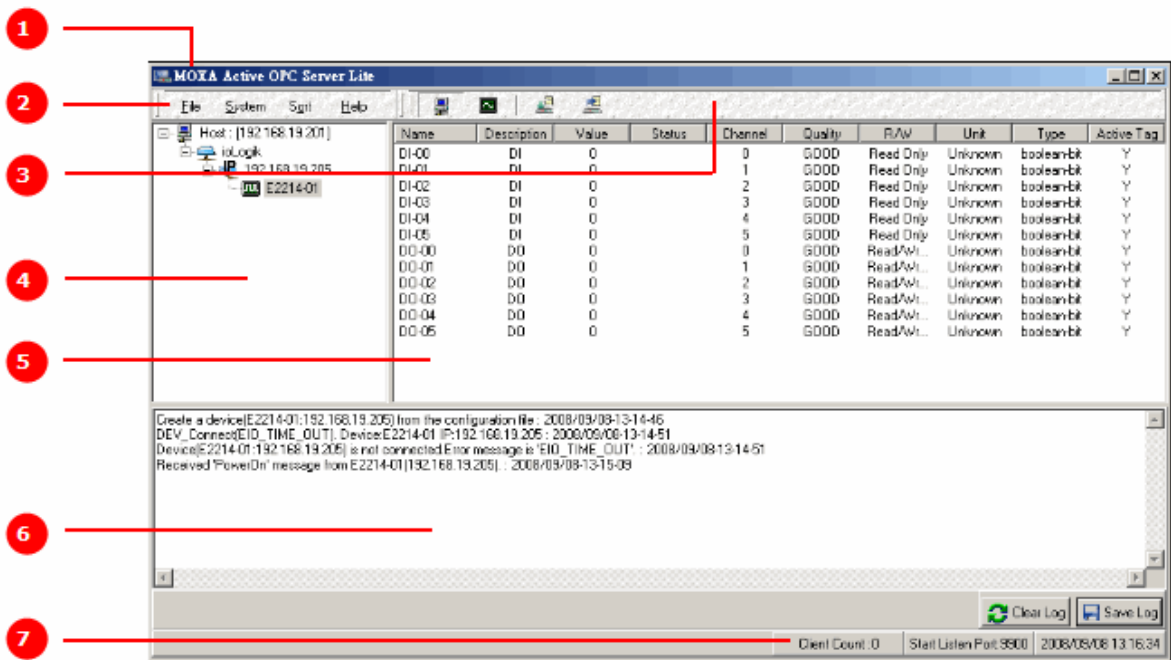 1
MOXA Active OPC Server Lite
2
File System Sort Help
Host : [192.168.19.201]
ioLogik
192.168.19.205
E2214-01
3
4
5
Name Description Value Status Channel Quality R/W Unit Type Active Tag
DI-00 DI 0 0 GOOD Read Only Unknown boolean-bit Y
DI-01 DI 0 1 GOOD Read Only Unknown boolean-bit Y
DI-02 DI 0 2 GOOD Read Only Unknown boolean-bit Y
DI-03 DI 0 3 GOOD Read Only Unknown boolean-bit Y
DI-04 DI 0 4 GOOD Read Only Unknown boolean-bit Y
DI-05 DI 0 5 GOOD Read Only Unknown boolean-bit Y
DO-00 DO 0 0 GOOD Read/Wr... Unknown boolean-bit Y
DO-01 DO 0 1 GOOD Read/Wr... Unknown boolean-bit Y
DO-02 DO 0 2 GOOD Read/Wr... Unknown boolean-bit Y
DO-03 DO 0 3 GOOD Read/Wr... Unknown boolean-bit Y
DO-04 DO 0 4 GOOD Read/Wr... Unknown boolean-bit Y
DO-05 DO 0 5 GOOD Read/Wr... Unknown boolean-bit Y
Create a device(E2214-01:192.168.19.205) from the configuration file : 2008/09/08-13-14-46
DEV_Connect(EIO_TIME_OUT). Device:E2214-01 IP:192.168.19.205 : 2008/09/08-13-14-51
Device(E2214-01:192.168.19.205) is not connected.Error message is 'EIO_TIME_OUT'. : 2008/09/08-13-14-51
Received 'PowerOn' message from E2214-01[192.168.19.205]. : 2008/09/08-13-15-09
6
Clear Log Save Log
7
Client Count :0 Start Listen Port 9900 2008/09/08 13:16:34